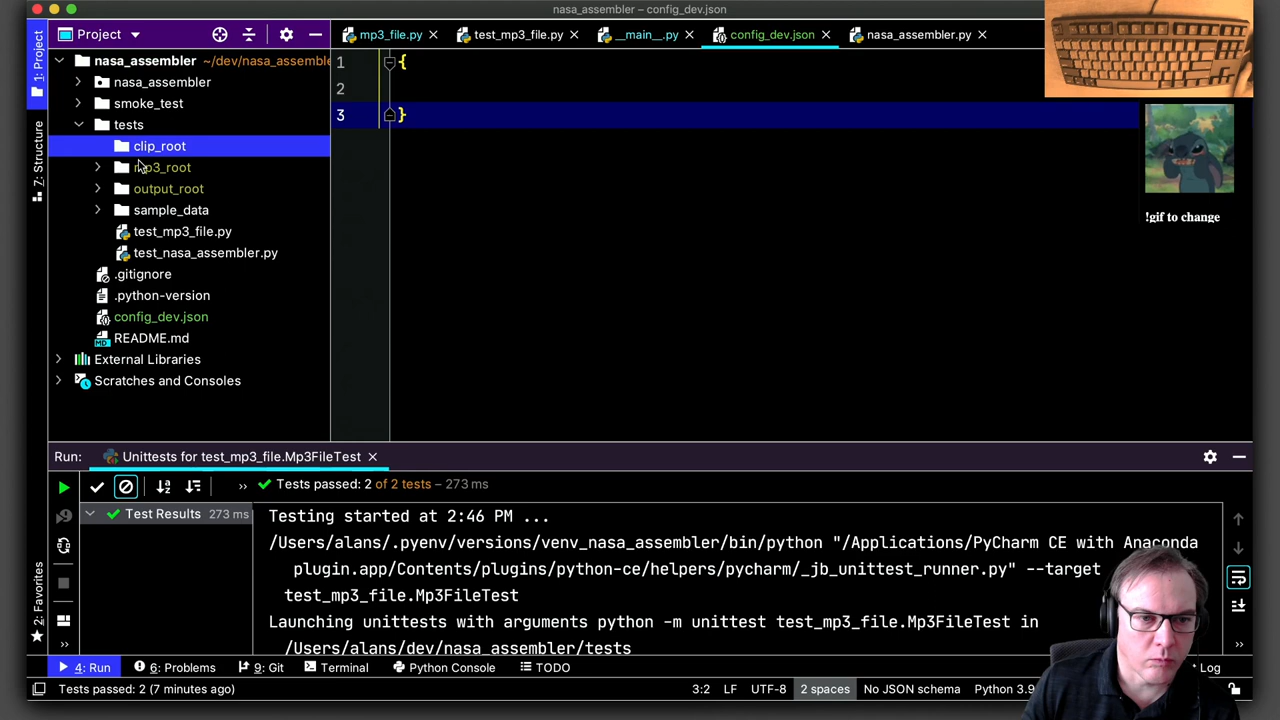 nasa_assembler – config_dev.json
1: Project
Project
mp3_file.py
test_mp3_file.py
__main__.py
config_dev.json
nasa_assembler.py
nasa_assembler ~/dev/nasa_assemble
nasa_assembler
smoke_test
tests
clip_root
mp3_root
output_root
sample_data
test_mp3_file.py
test_nasa_assembler.py
.gitignore
.python-version
config_dev.json
README.md
External Libraries
Scratches and Consoles
7: Structure
1 {
2
3 }
!gif to change
Run: Unittests for test_mp3_file.Mp3FileTest
Tests passed: 2 of 2 tests – 273 ms
Test Results 273 ms
Testing started at 2:46 PM ...
/Users/alans/.pyenv/versions/venv_nasa_assembler/bin/python "/Applications/PyCharm CE with Anaconda
plugin.app/Contents/plugins/python-ce/helpers/pycharm/_jb_unittest_runner.py" --target
test_mp3_file.Mp3FileTest
Launching unittests with arguments python -m unittest test_mp3_file.Mp3FileTest in
/Users/alans/dev/nasa_assembler/tests
2: Favorites
4: Run
6: Problems
9: Git
Terminal
Python Console
TODO
Log
Tests passed: 2 (7 minutes ago)
3:2
LF
UTF-8
2 spaces
No JSON schema
Python 3.9